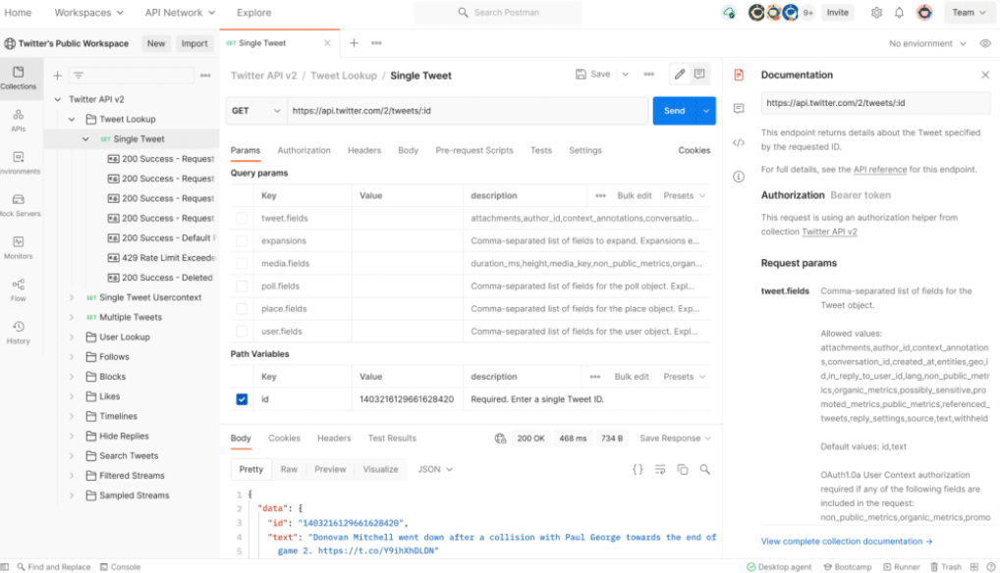 Home Workspaces API Network Explore Search Postman 9+ Invite Team
Twitter's Public Workspace New Import GET Single Tweet No enviornment
Collections
APIs
nvironments
lock Servers
Monitors
Flow
History
Twitter API v2
Tweet Lookup
GET Single Tweet
200 Success - Request
200 Success - Request
200 Success - Request
200 Success - Request
200 Success - Default F
429 Rate Limit Exceede
200 Success - Deleted
GET Single Tweet Usercontext
GET Multiple Tweets
User Lookup
Follows
Blocks
Likes
Timelines
Hide Replies
Search Tweets
Filtered Streams
Sampled Streams
Twitter API v2 / Tweet Lookup / Single Tweet Save
GET https://api.twitter.com/2/tweets/:id Send
Params Authorization Headers Body Pre-request Scripts Tests Settings Cookies
Query params
Key Value description Bulk edit Presets
tweet.fields attachments,author_id,context_annotations,conversatio...
expansions Comma-separated list of fields to expand. Expansions e...
media.fields duration_ms,height,media_key,non_public_metrics,organ...
poll.fields Comma-separated list of fields for the poll object. Expl...
place.fields Comma-separated list of fields for the place object. Exp...
user.fields Comma-separated list of fields for the user object. Expl...
Path Variables
Key Value description Bulk edit Presets
id 1403216129661628420 Required. Enter a single Tweet ID.
Body Cookies Headers Test Results 200 OK 468 ms 734 B Save Response
Pretty Raw Preview Visualize JSON {}
1 {
2 "data": {
3 "id": "1403216129661628420",
4 "text": "Donovan Mitchell went down after a collision with Paul George towards the end of
5 game 2. https://t.co/Y9ihXhDLDN"
Documentation
https://api.twitter.com/2/tweets/:id
This endpoint returns details about the Tweet specified
by the requested ID.
For full details, see the API reference for this endpoint.
Authorization Bearer token
This request is using an authorization helper from
collection Twitter API v2
Request params
tweet.fields Comma-separated list of fields for the
Tweet object.
Allowed values:
attachments,author_id,context_annotation
s,conversation_id,created_at,entities,geo,i
d,in_reply_to_user_id,lang,non_public_metr
ics,organic_metrics,possibly_sensitive,pro
moted_metrics,public_metrics,referenced_
tweets,reply_settings,source,text,withheld
Default values: id,text
OAuth1.0a User Context authorization
required if any of the following fields are
included in the request:
non_public_metrics,organic_metrics,promo
View complete collection documentation →
Find and Replace Console Desktop agent Bootcamp Runner Trash